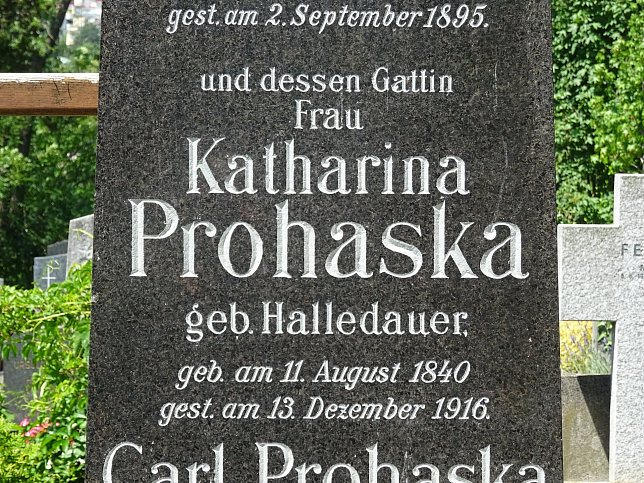 gest. am 2. September 1895.
und dessen Gattin
Frau
Katharina
Prohaska
geb. Halledauer,
geb. am 11. August 1840
gest. am 13. Dezember 1916.
Carl Prohaska